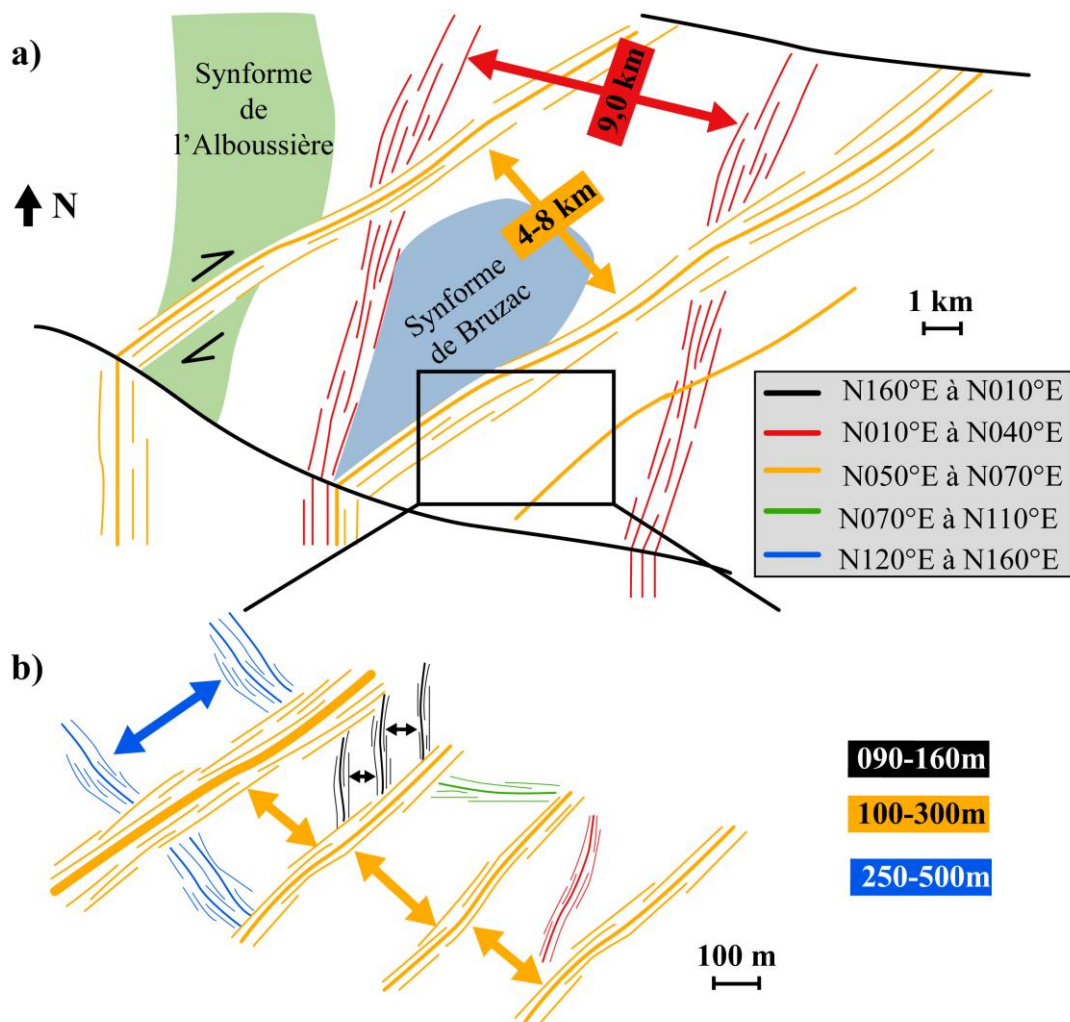 a)
Synforme
de
l'Alboussière
9,0 km
N
4-8 km
Synforme
de Bruzac
1 km
N160°E à N010°E
N010°E à N040°E
N050°E à N070°E
N070°E à N110°E
N120°E à N160°E
b)
090-160m
100-300m
250-500m
100 m